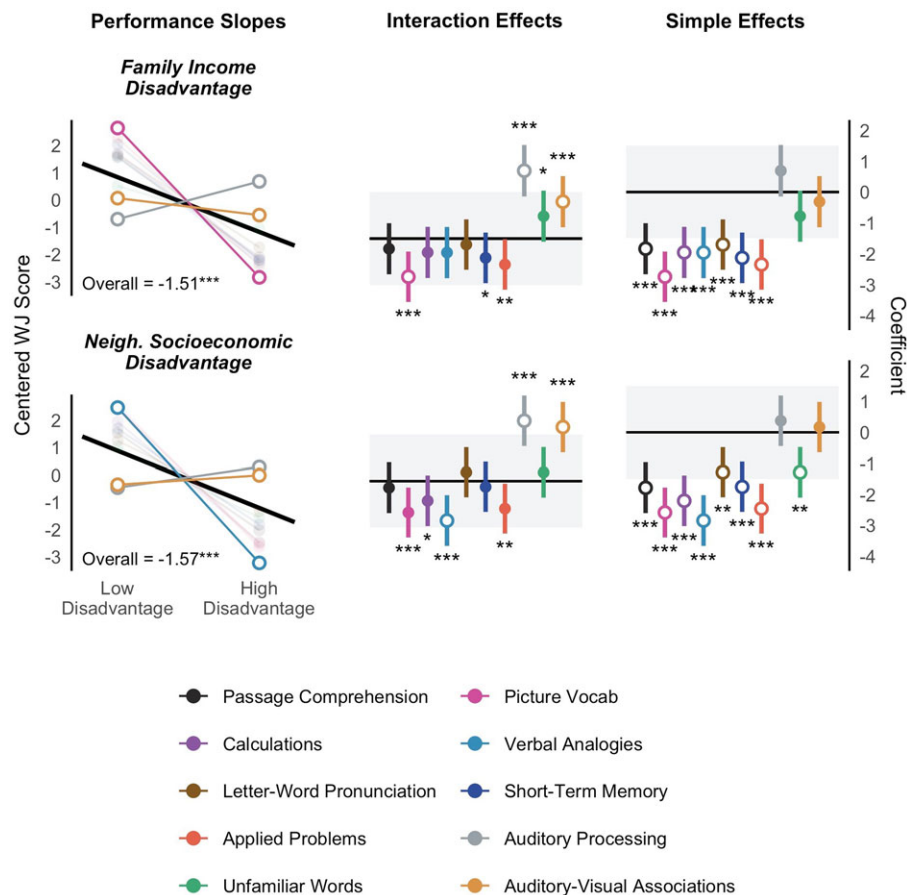 Performance Slopes
Interaction Effects
Simple Effects
Family Income
Disadvantage
Centered WJ Score
2
1
0
-1
-2
-3
Overall = -1.51***
***
*
***
***
*
**
***
***
***
***
***
***
***
2
1
0
-1
-2
-3
-4
Coefficient
Neigh. Socioeconomic
Disadvantage
2
1
0
-1
-2
-3
Overall = -1.57***
Low
Disadvantage
High
Disadvantage
***
***
***
*
***
**
***
***
***
***
**
***
***
**
2
1
0
-1
-2
-3
-4
Passage Comprehension
Picture Vocab
Calculations
Verbal Analogies
Letter-Word Pronunciation
Short-Term Memory
Applied Problems
Auditory Processing
Unfamiliar Words
Auditory-Visual Associations